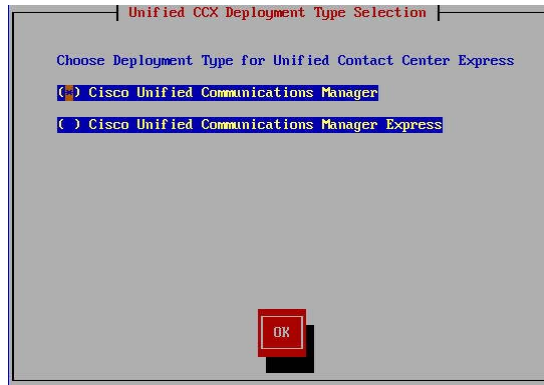 Unified CCX Deployment Type Selection
Choose Deployment Type for Unified Contact Center Express
(*) Cisco Unified Communications Manager
( ) Cisco Unified Communications Manager Express
OK